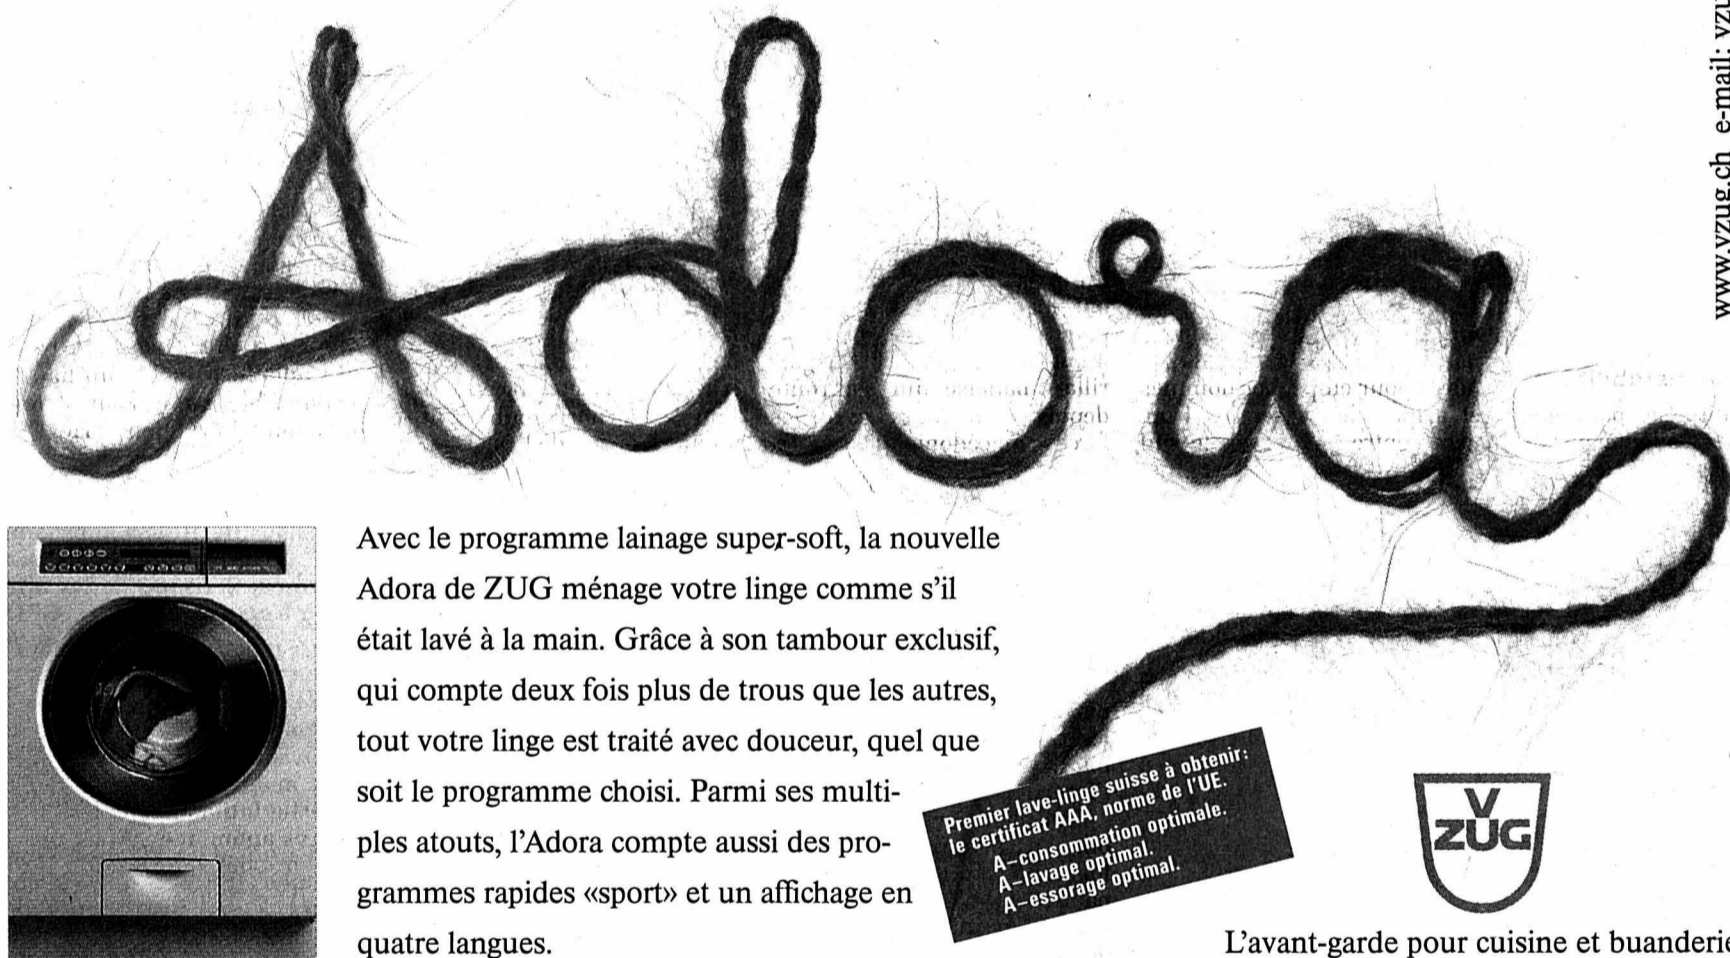 Adora
www.vzug.ch e-mail:
Avec le programme lainage super-soft, la nouvelle
Adora de ZUG ménage votre linge comme s'il
était lavé à la main. Grâce à son tambour exclusif,
qui compte deux fois plus de trous que les autres,
tout votre linge est traité avec douceur, quel que
soit le programme choisi. Parmi ses multi-
ples atouts, l'Adora compte aussi des pro-
grammes rapides «sport» et un affichage en
quatre langues.
Premier lave-linge suisse à obtenir:
le certificat AAA, norme de l'UE.
A–consommation optimale.
A–lavage optimal.
A–essorage optimal.
V
ZUG
L'avant-garde pour cuisine et buanderie